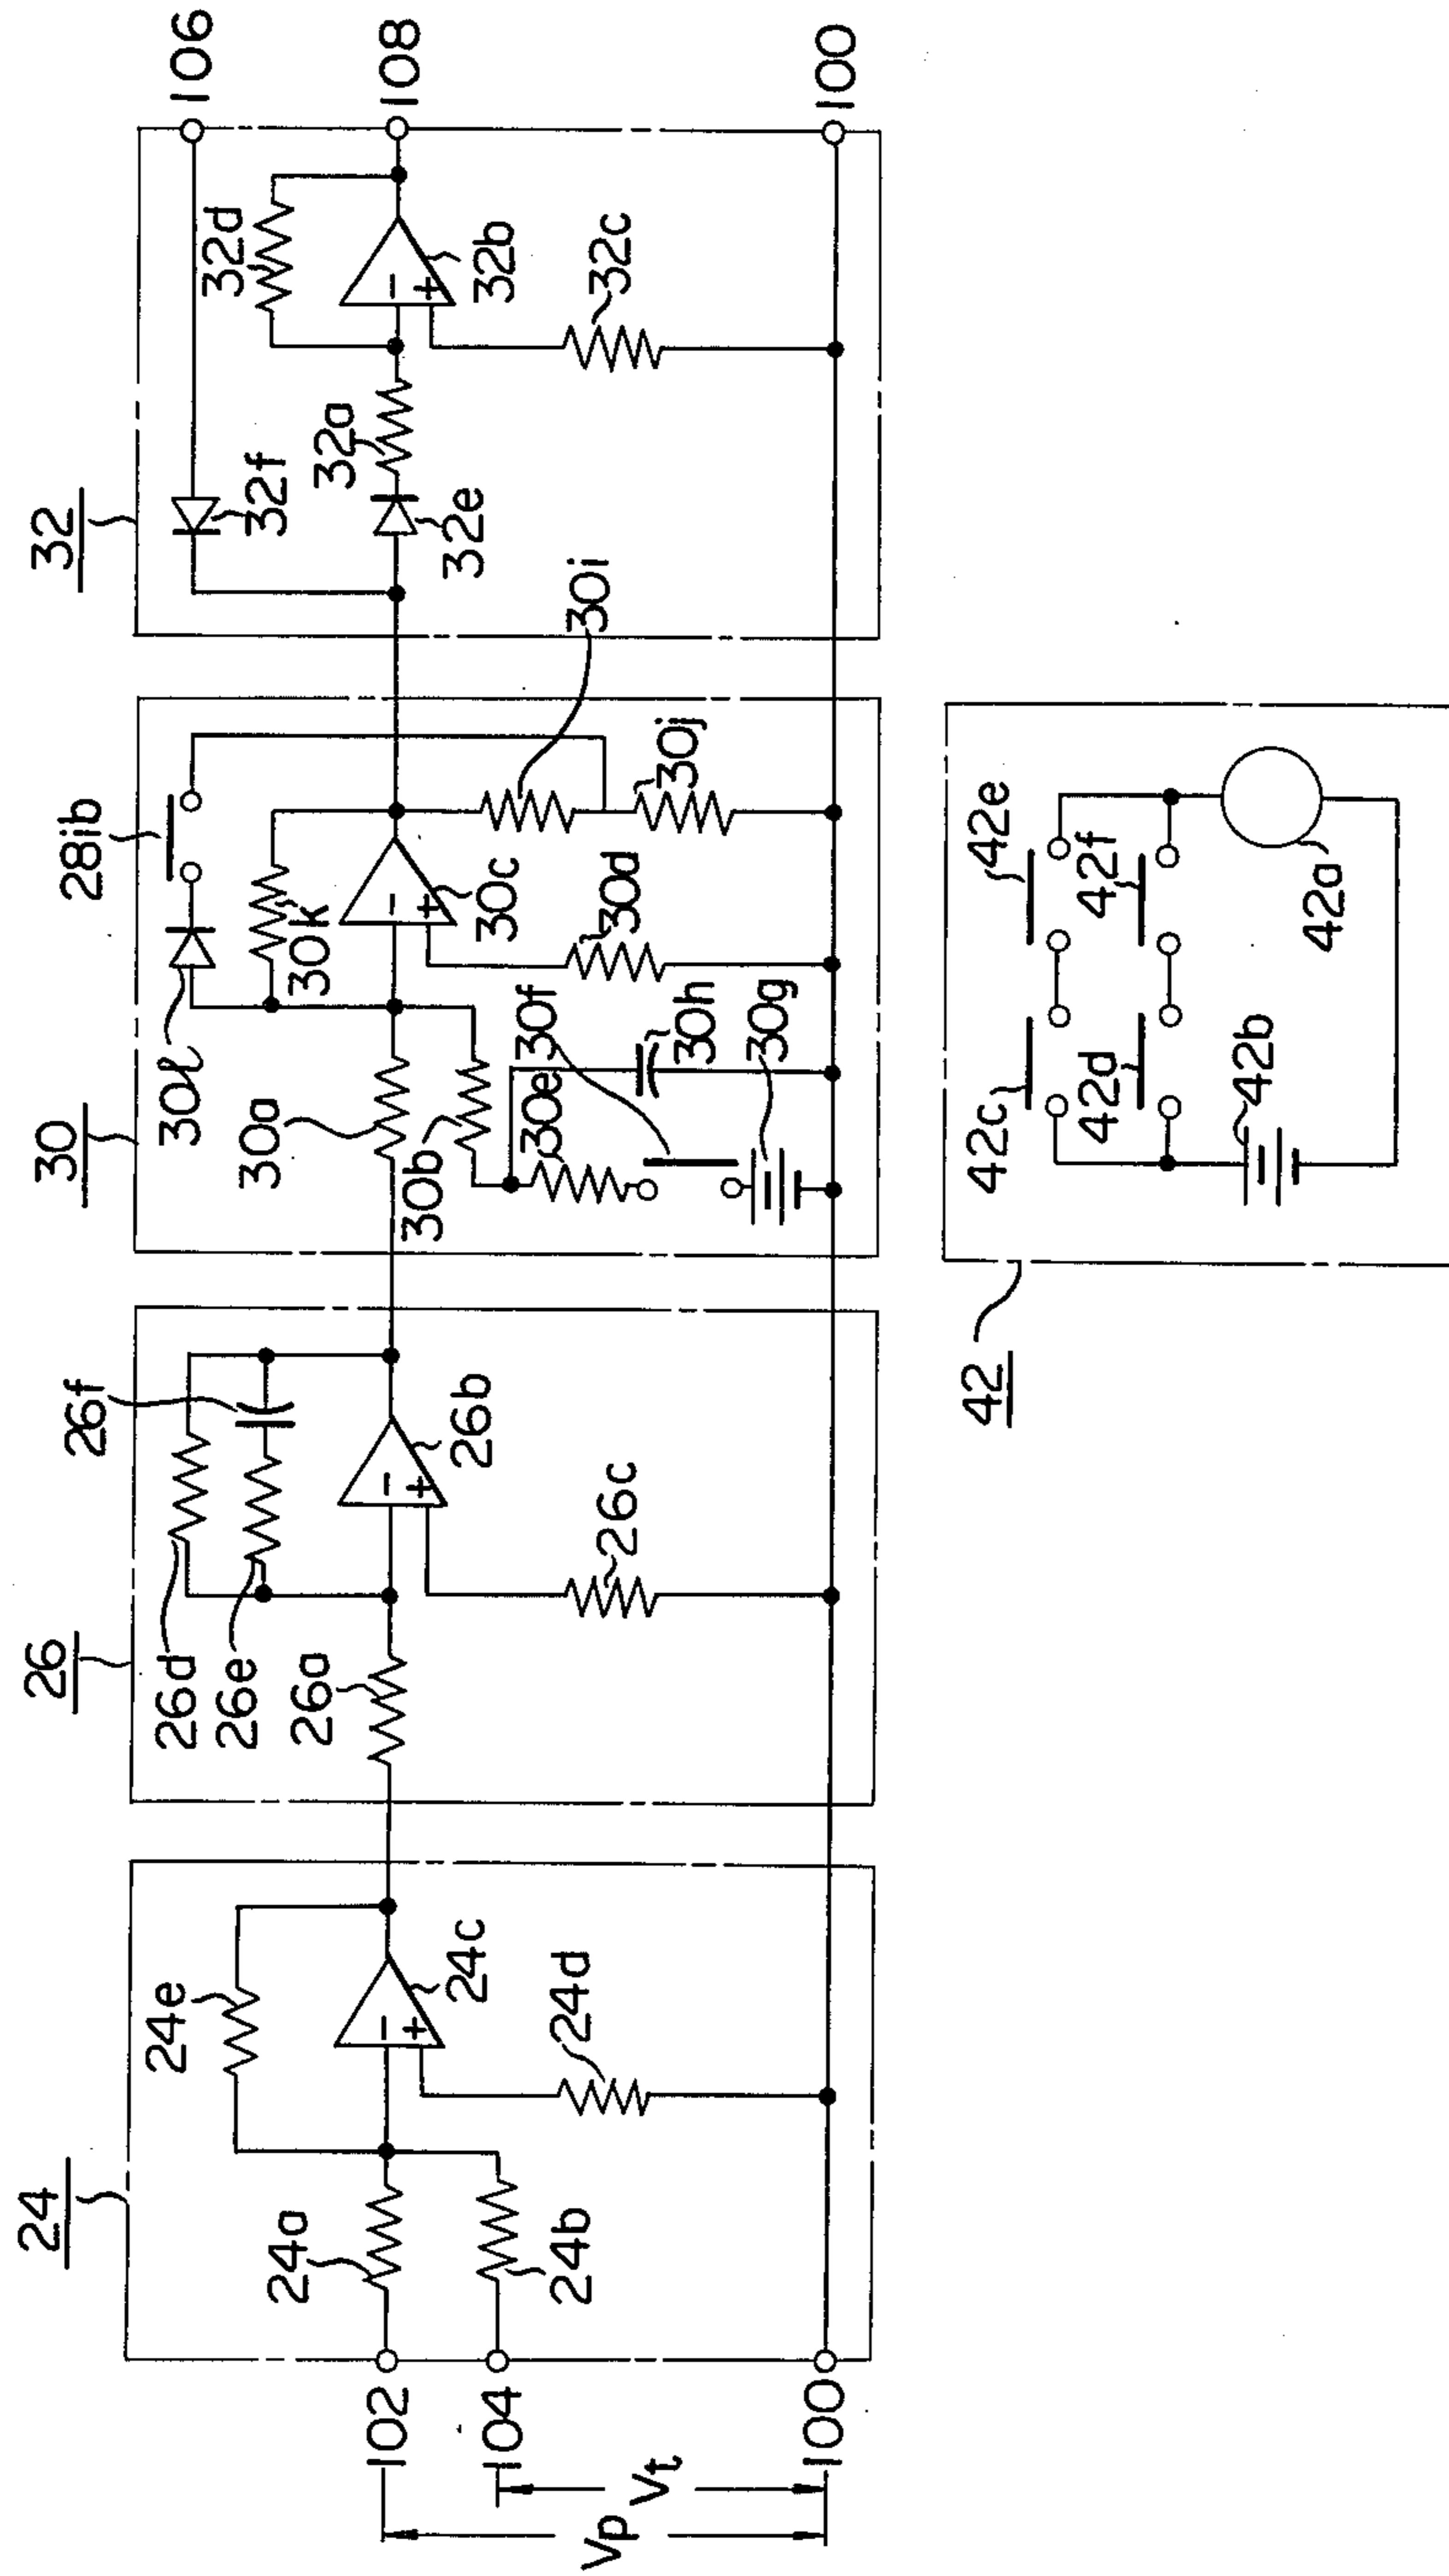 24
24a
24b
24c
24d
24e
102
104
100
Vp
Vt
26
26a
26b
26c
26d
26e
26f
30
30a
30b
30c
30d
30e
30f
30g
30h
30i
30j
30k
30l
28ib
32
32a
32b
32c
32d
32e
32f
106
108
100
42
42a
42b
42c
42d
42e
42f
− +
− +
− +
− +